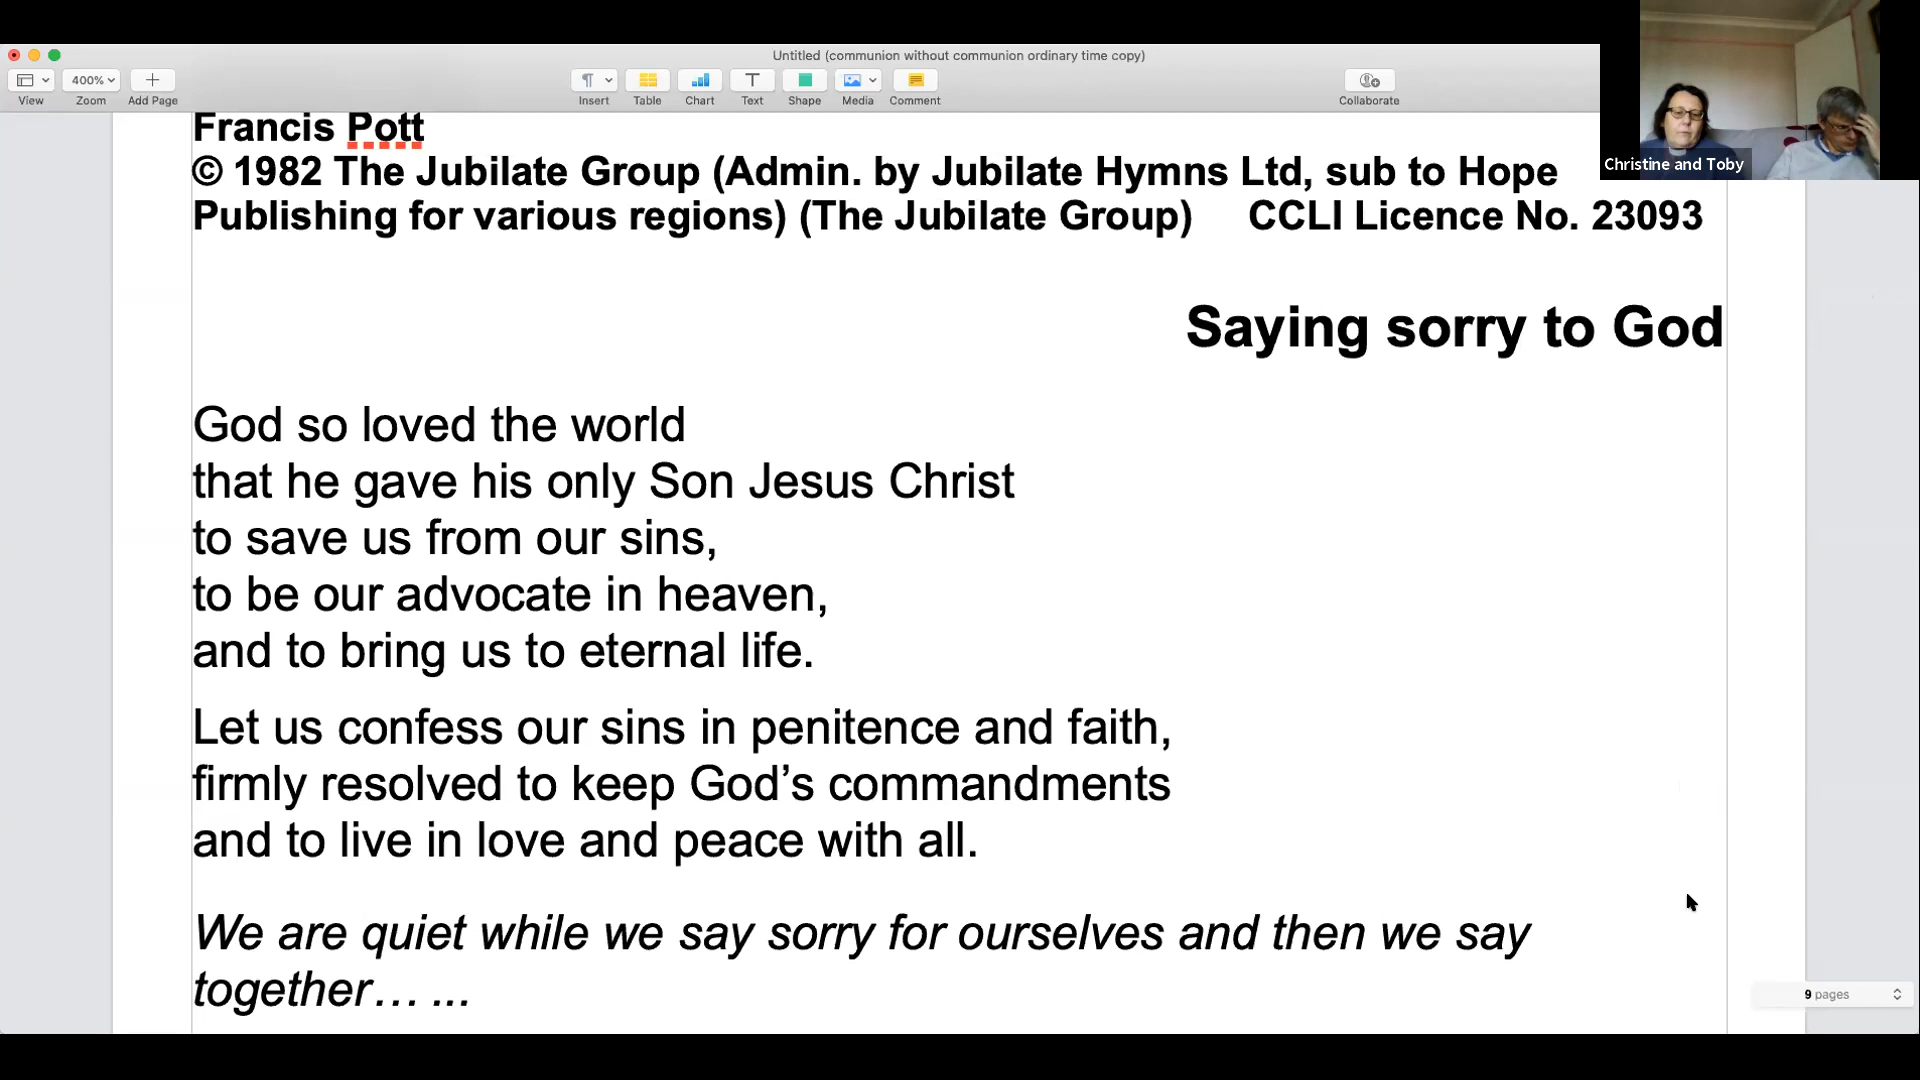 Untitled (communion without communion ordinary time copy)
400%
View Zoom Add Page Insert Table Chart Text Shape Media Comment Collaborate
Christine and Toby
Francis Pott
© 1982 The Jubilate Group (Admin. by Jubilate Hymns Ltd, sub to Hope
Publishing for various regions) (The Jubilate Group) CCLI Licence No. 23093
Saying sorry to God
God so loved the world
that he gave his only Son Jesus Christ
to save us from our sins,
to be our advocate in heaven,
and to bring us to eternal life.
Let us confess our sins in penitence and faith,
firmly resolved to keep God’s commandments
and to live in love and peace with all.
We are quiet while we say sorry for ourselves and then we say
together… ...
9 pages